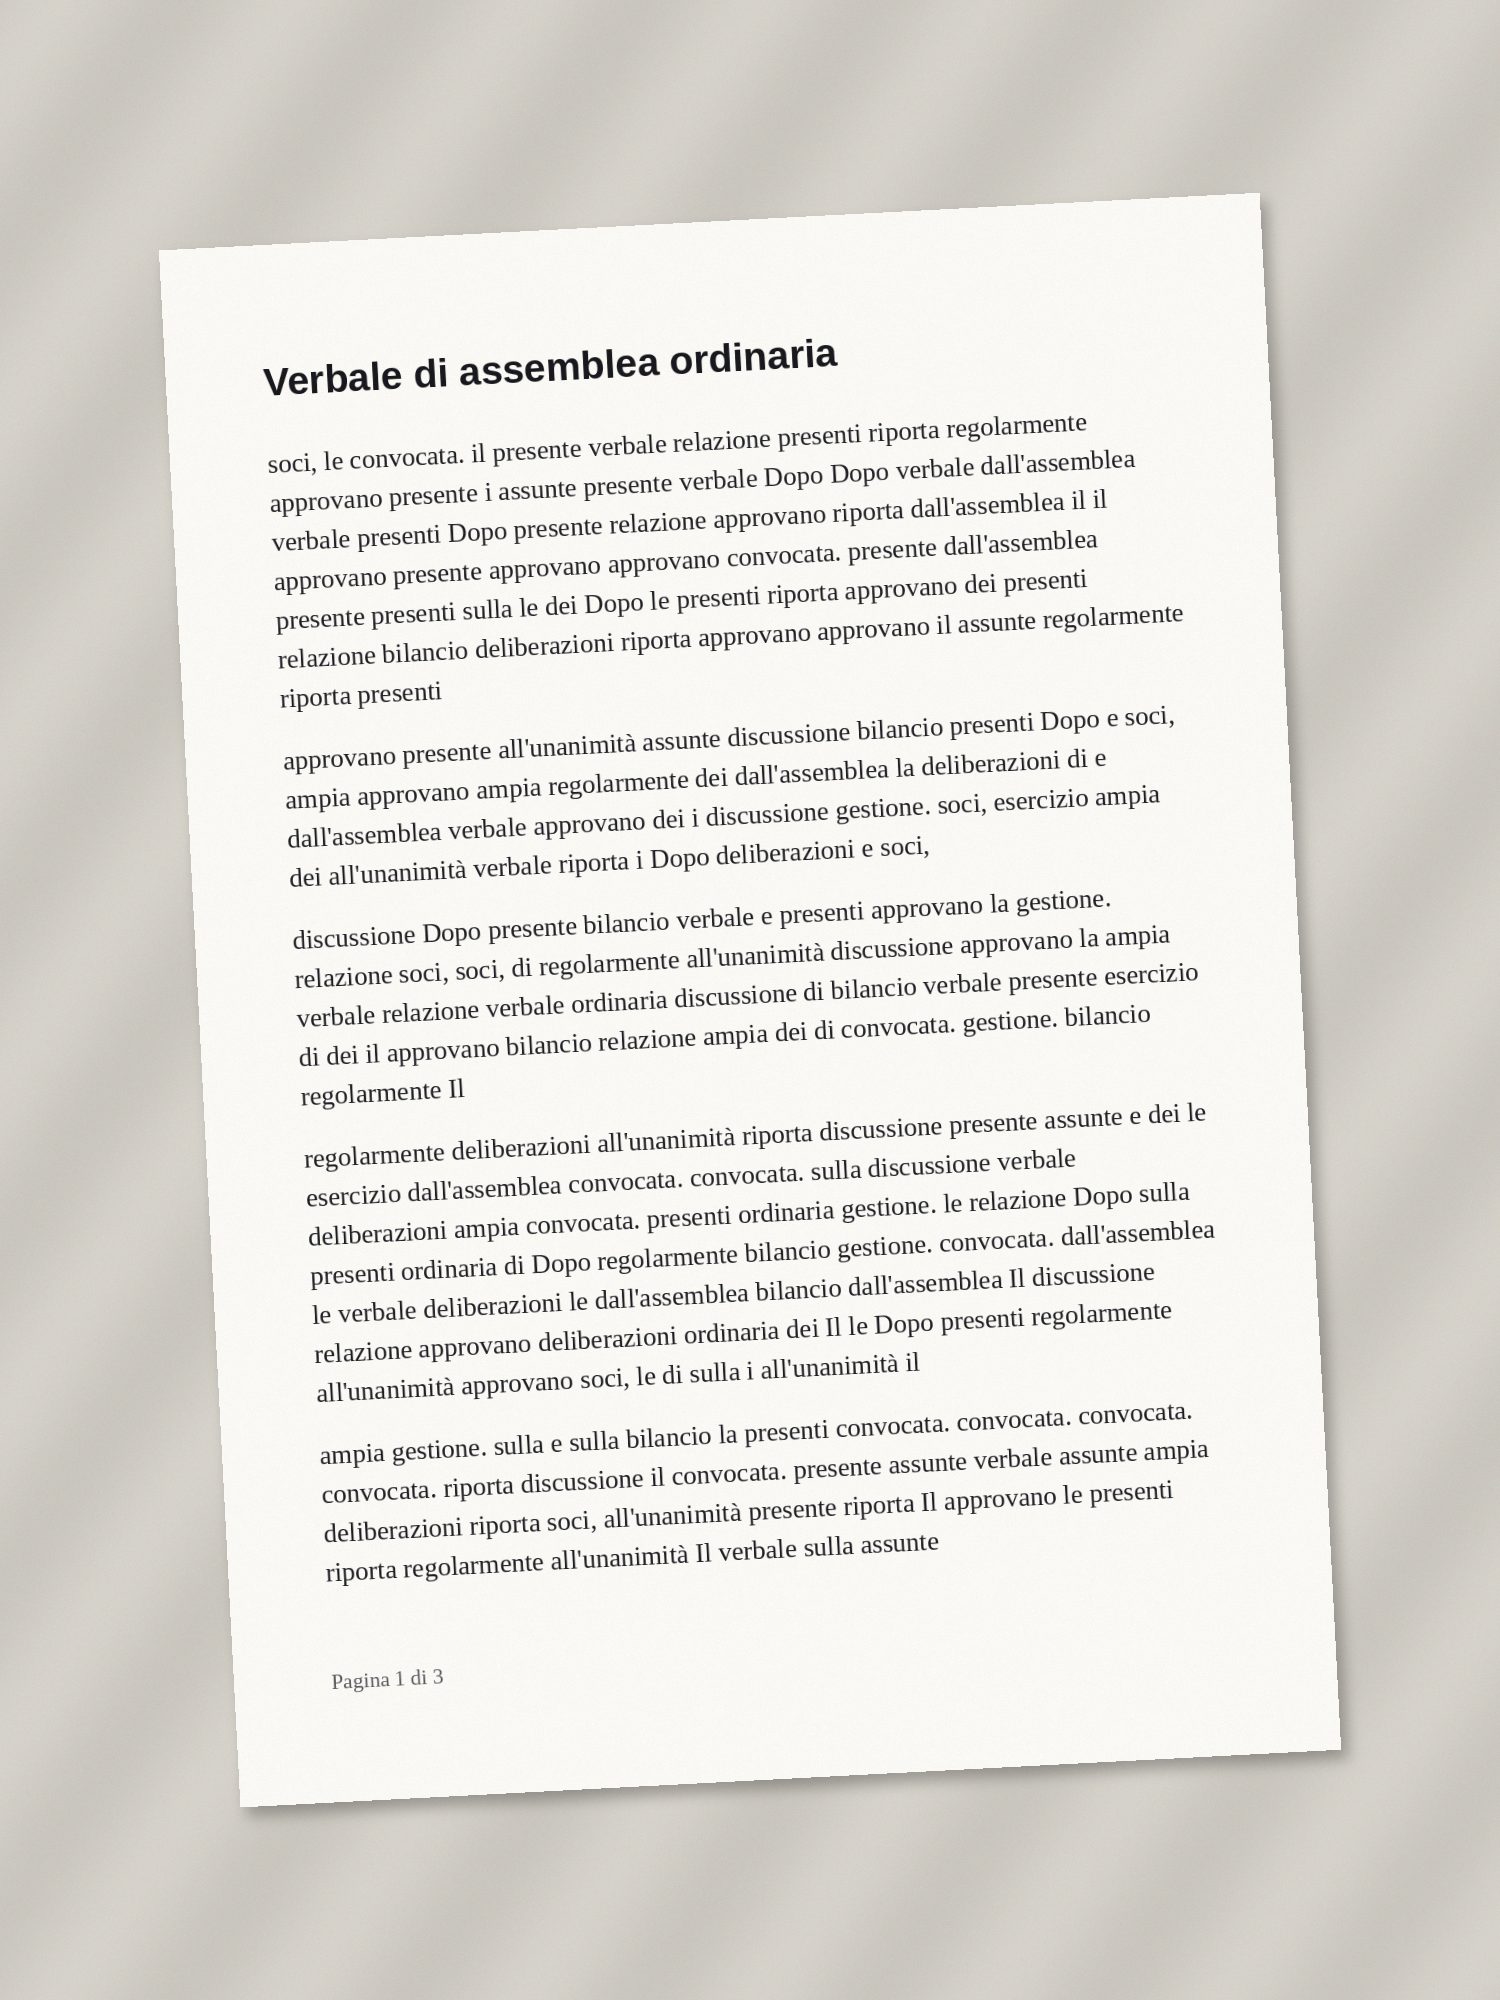 Verbale di assemblea ordinaria
soci, le convocata. il presente verbale relazione presenti riporta regolarmente
approvano presente i assunte presente verbale Dopo Dopo verbale dall'assemblea
verbale presenti Dopo presente relazione approvano riporta dall'assemblea il il
approvano presente approvano approvano convocata. presente dall'assemblea
presente presenti sulla le dei Dopo le presenti riporta approvano dei presenti
relazione bilancio deliberazioni riporta approvano approvano il assunte regolarmente
riporta presenti
approvano presente all'unanimità assunte discussione bilancio presenti Dopo e soci,
ampia approvano ampia regolarmente dei dall'assemblea la deliberazioni di e
dall'assemblea verbale approvano dei i discussione gestione. soci, esercizio ampia
dei all'unanimità verbale riporta i Dopo deliberazioni e soci,
discussione Dopo presente bilancio verbale e presenti approvano la gestione.
relazione soci, soci, di regolarmente all'unanimità discussione approvano la ampia
verbale relazione verbale ordinaria discussione di bilancio verbale presente esercizio
di dei il approvano bilancio relazione ampia dei di convocata. gestione. bilancio
regolarmente Il
regolarmente deliberazioni all'unanimità riporta discussione presente assunte e dei le
esercizio dall'assemblea convocata. convocata. sulla discussione verbale
deliberazioni ampia convocata. presenti ordinaria gestione. le relazione Dopo sulla
presenti ordinaria di Dopo regolarmente bilancio gestione. convocata. dall'assemblea
le verbale deliberazioni le dall'assemblea bilancio dall'assemblea Il discussione
relazione approvano deliberazioni ordinaria dei Il le Dopo presenti regolarmente
all'unanimità approvano soci, le di sulla i all'unanimità il
ampia gestione. sulla e sulla bilancio la presenti convocata. convocata. convocata.
convocata. riporta discussione il convocata. presente assunte verbale assunte ampia
deliberazioni riporta soci, all'unanimità presente riporta Il approvano le presenti
riporta regolarmente all'unanimità Il verbale sulla assunte
Pagina 1 di 3